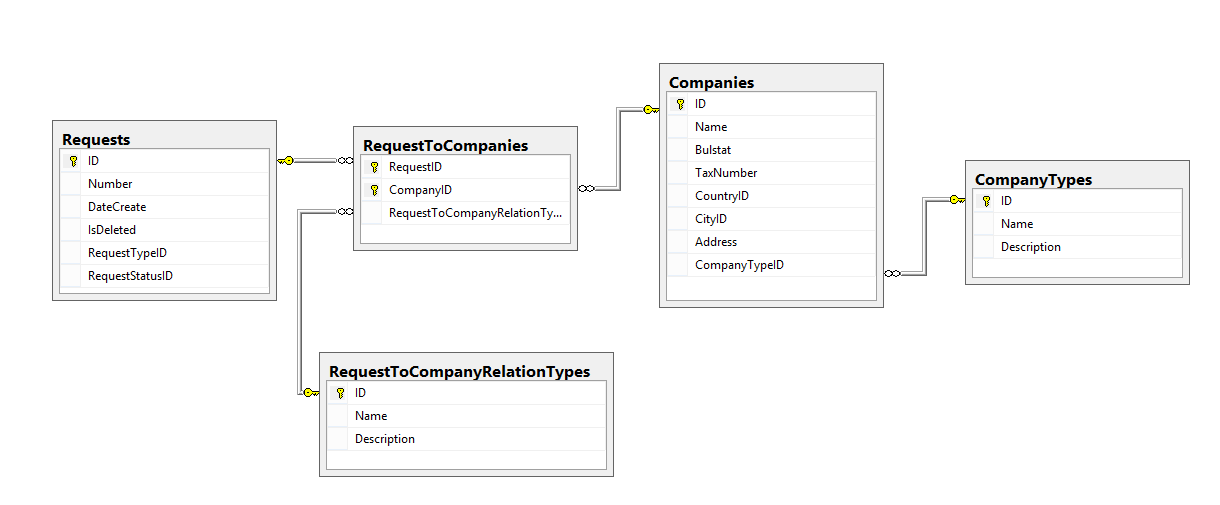 Requests
ID
Number
DateCreate
IsDeleted
RequestTypeID
RequestStatusID
RequestToCompanies
RequestID
CompanyID
RequestToCompanyRelationTy...
Companies
ID
Name
Bulstat
TaxNumber
CountryID
CityID
Address
CompanyTypeID
CompanyTypes
ID
Name
Description
RequestToCompanyRelationTypes
ID
Name
Description